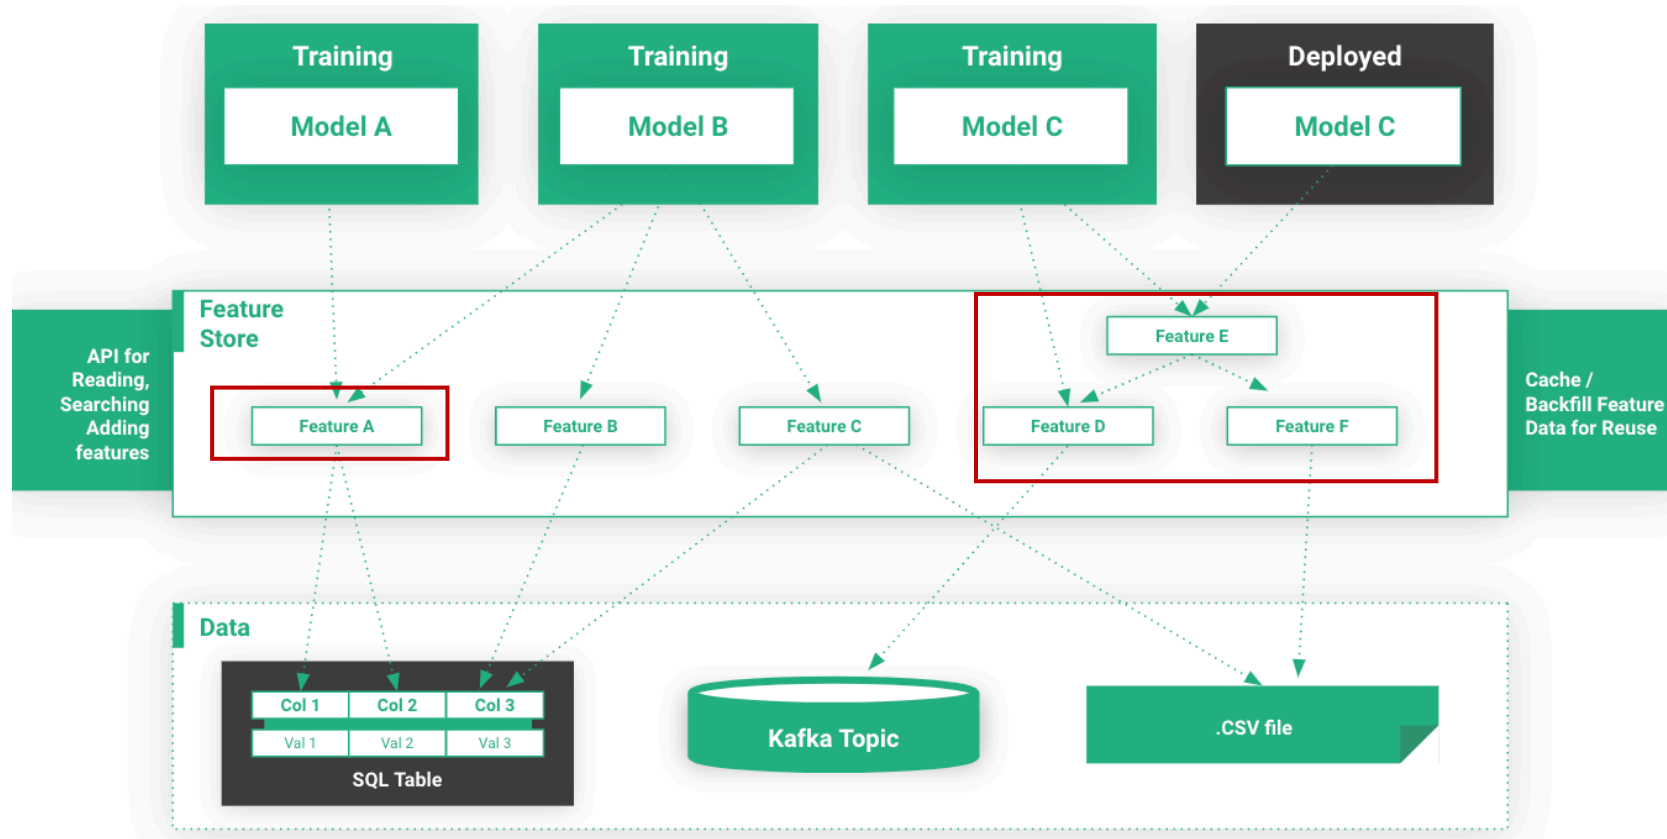 Training
Model A
Training
Model B
Training
Model C
Deployed
Model C
Feature
Store
API for
Reading,
Searching
Adding
features
Feature E
Feature A
Feature B
Feature C
Feature D
Feature F
Cache /
Backfill Feature
Data for Reuse
Data
Col 1
Col 2
Col 3
Val 1
Val 2
Val 3
SQL Table
Kafka Topic
.CSV file